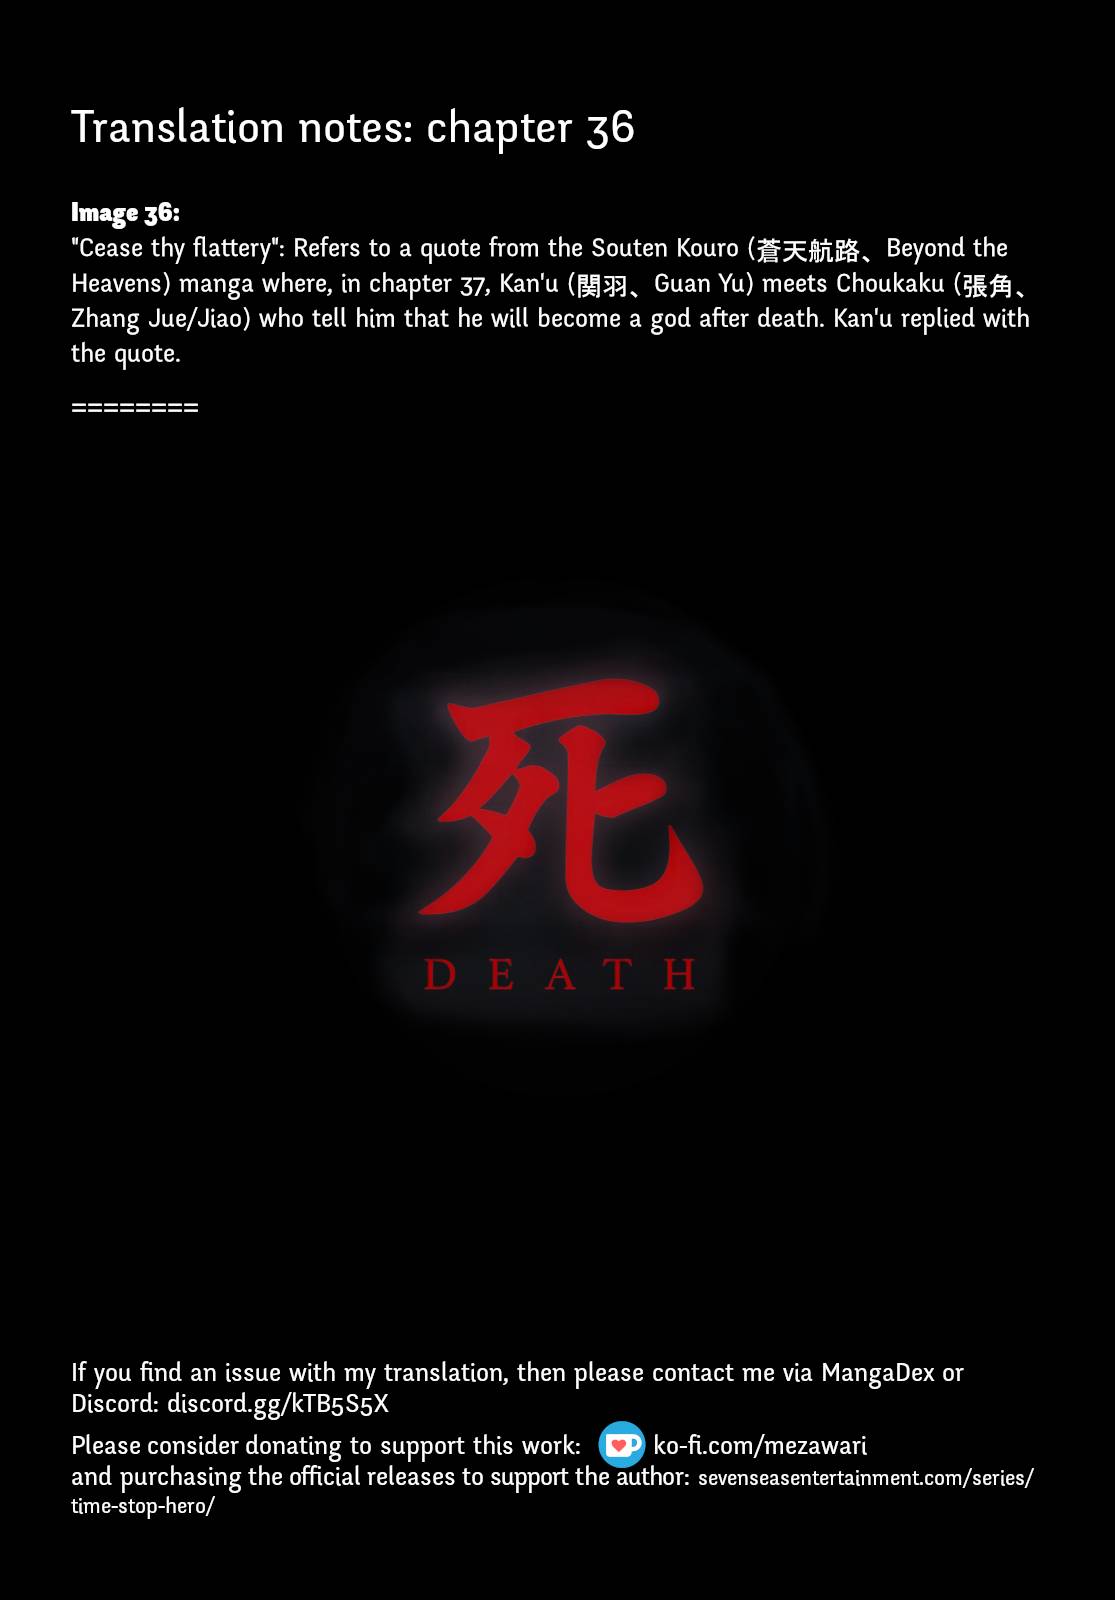 Translation notes: chapter 36
Image 36:
"Cease thy flattery": Refers to a quote from the Souten Kouro (蒼天航路、Beyond the
Heavens) manga where, in chapter 37, Kan'u (関羽、Guan Yu) meets Choukaku (張角、
Zhang Jue/Jiao) who tell him that he will become a god after death. Kan'u replied with
the quote.
========
死
DEATH
If you find an issue with my translation, then please contact me via MangaDex or
Discord: discord.gg/kTB5S5X
Please consider donating to support this work: ko-fi.com/mezawari
and purchasing the official releases to support the author: sevenseasentertainment.com/series/
time-stop-hero/